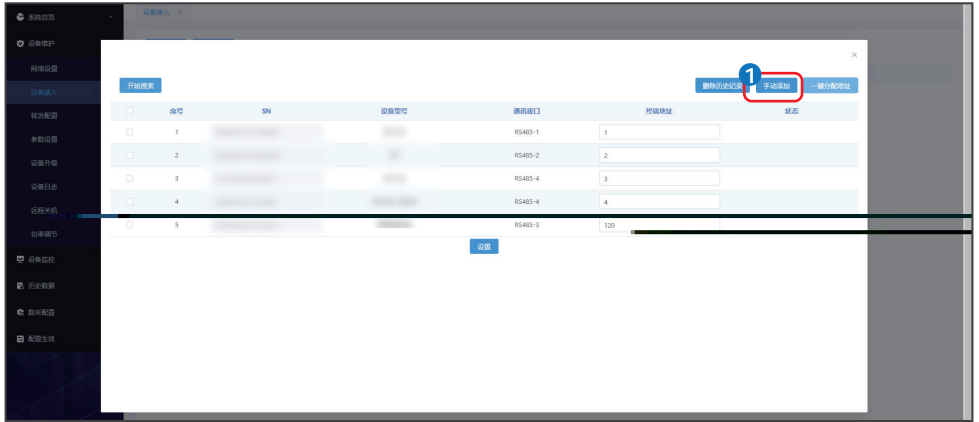 系统总览
设备接入 ×
设备维护
网络设置
设备接入
转发配置
参数设置
设备升级
设备日志
远程关机
功率调节
设备监控
历史数据
数采配置
配置生效
×
开始搜索
删除历史记录
1
手动添加
一键分配地址
序号 SN 设备型号 通讯接口 终端地址 状态
1 RS485-1 1
2 RS485-2 2
3 RS485-4 3
4 RS485-4 4
5 RS485-3 120
设置